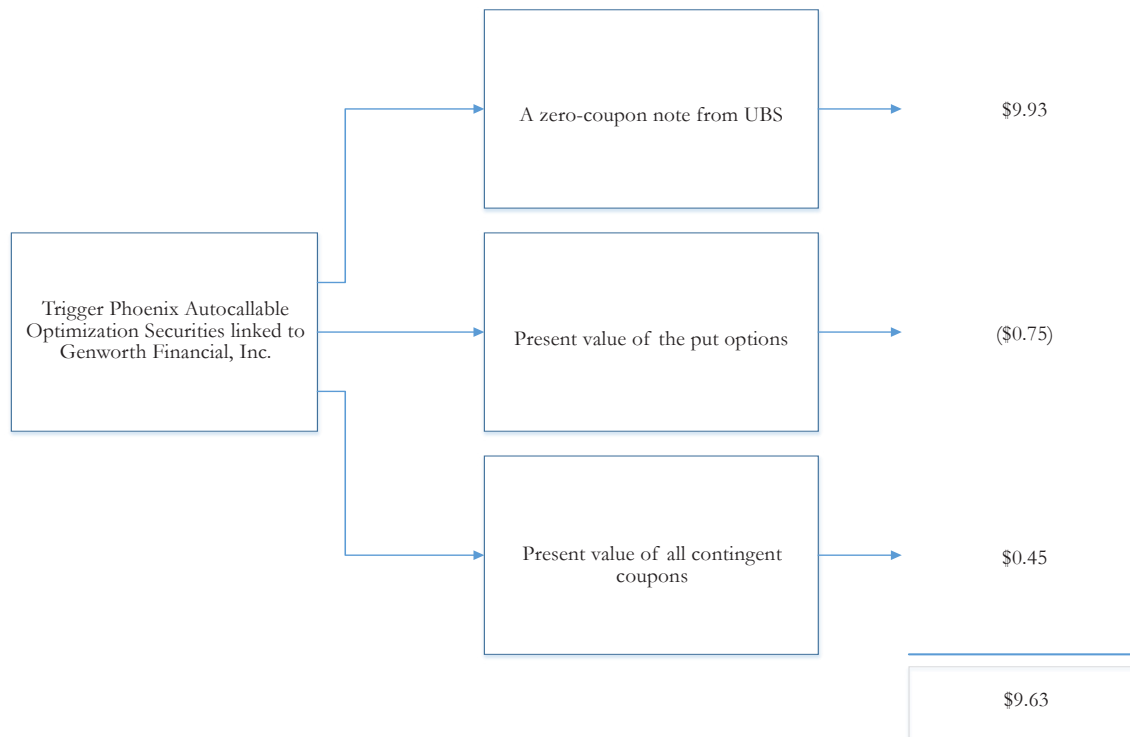 A zero-coupon note from UBS
$9.93
Trigger Phoenix Autocallable
Optimization Securities linked to
Genworth Financial, Inc.
Present value of the put options
($0.75)
Present value of all contingent
coupons
$0.45
$9.63